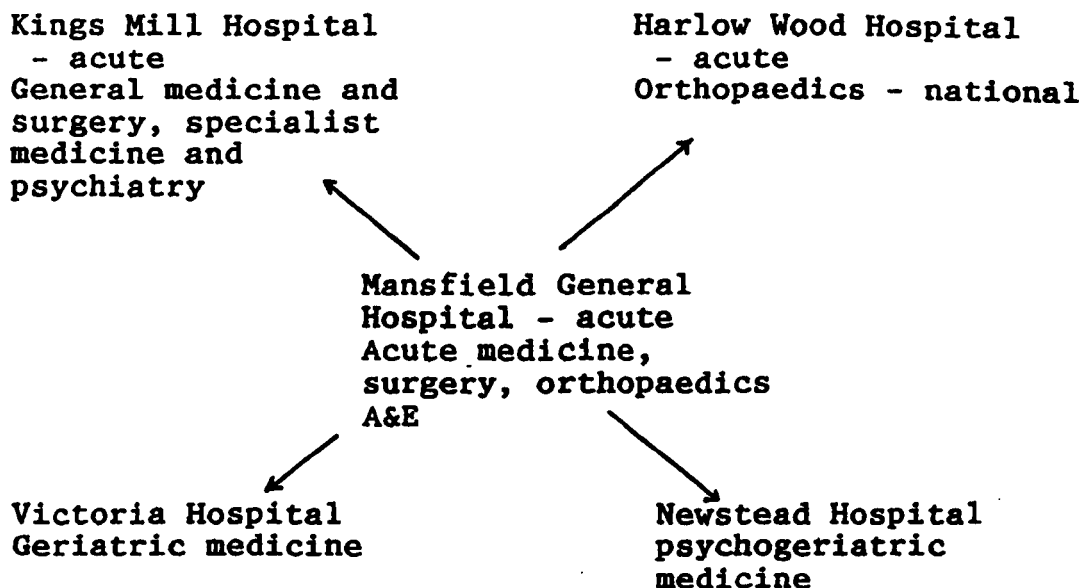 Kings Mill Hospital
- acute
General medicine and
surgery, specialist
medicine and
psychiatry
Harlow Wood Hospital
- acute
Orthopaedics - national
Mansfield General
Hospital - acute
Acute medicine,
surgery, orthopaedics
A&E
Victoria Hospital
Geriatric medicine
Newstead Hospital
psychogeriatric
medicine